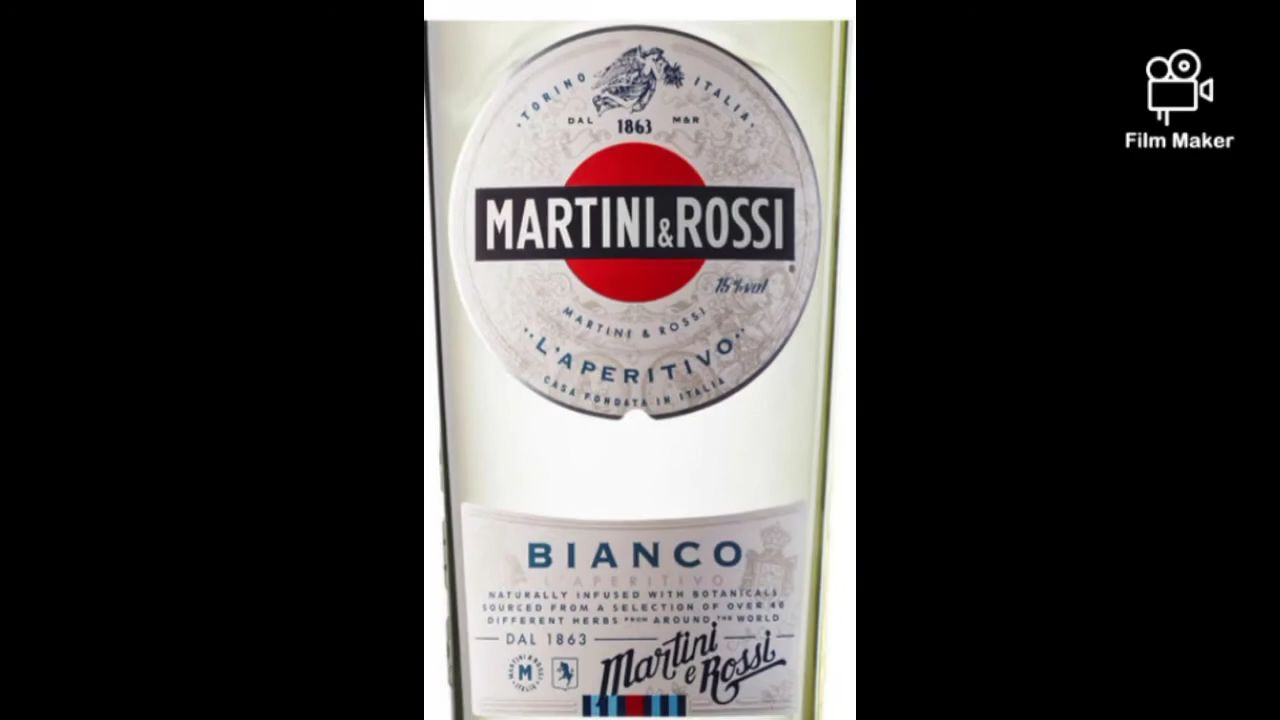 TORINO ITALIA
DAL 1863 M&R
MARTINI&ROSSI
15%vol
MARTINI & ROSSI
L'APERITIVO
CASA FONDATA IN ITALIA
BIANCO
L'APERITIVO
NATURALLY INFUSED WITH BOTANICALS
SOURCED FROM A SELECTION OF OVER 40
DIFFERENT HERBS FROM AROUND THE WORLD
DAL 1863
Martini
e Rossi
M
Film Maker